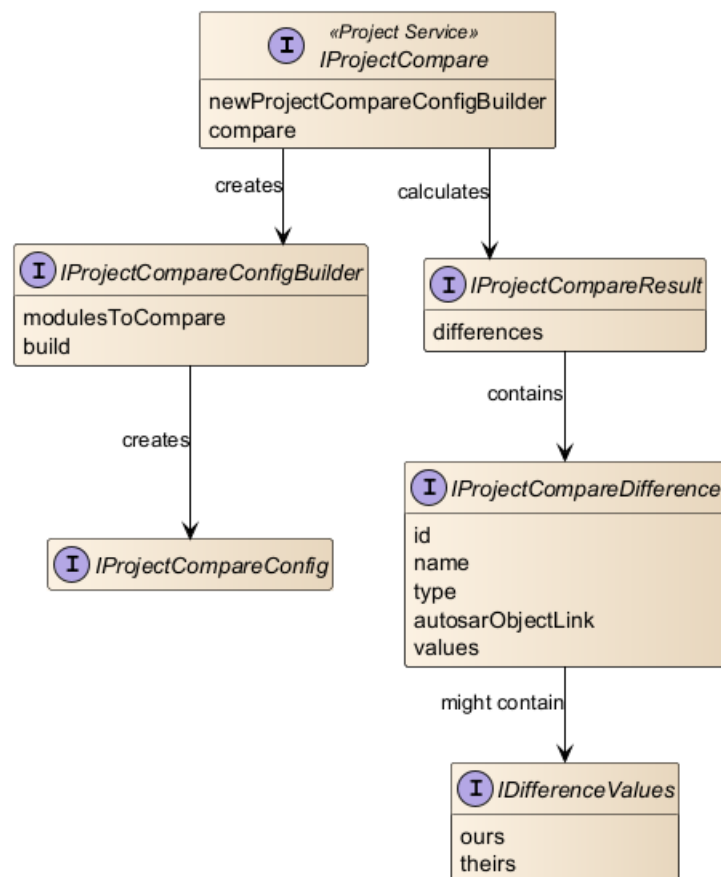 I
«Project Service»
IProjectCompare
newProjectCompareConfigBuilder
compare
creates
calculates
I IProjectCompareConfigBuilder
modulesToCompare
build
I IProjectCompareResult
differences
creates
contains
I IProjectCompareConfig
I IProjectCompareDifference
id
name
type
autosarObjectLink
values
might contain
I IDifferenceValues
ours
theirs